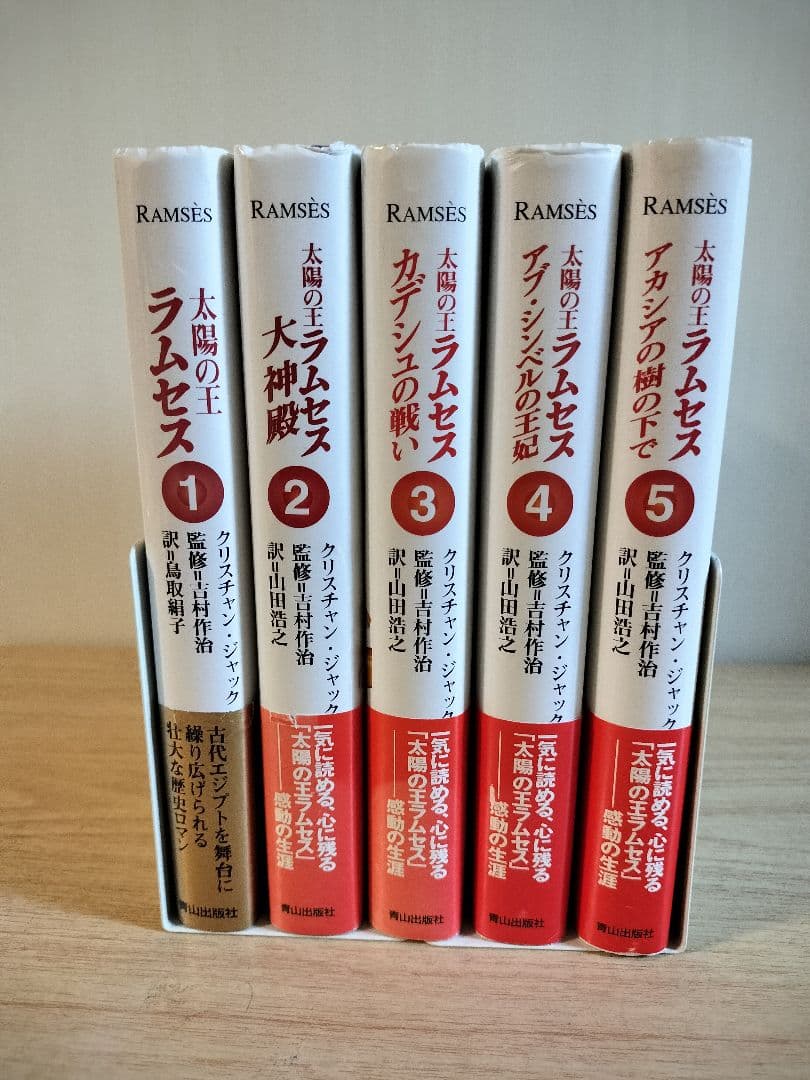 RAMSÈS
太陽の王
ラムセス
1
クリスチャン・ジャック
監修=吉村作治
訳=鳥取絹子
古代エジプトを舞台に
繰り広げられる
壮大な歴史ロマン
青山出版社
RAMSÈS
太陽の王ラムセス
大神殿
2
クリスチャン・ジャック
監修=吉村作治
訳=山田浩之
一気に読める、心に残る
「太陽の王ラムセス」
──感動の生涯
青山出版社
RAMSÈS
太陽の王ラムセス
カデシュの戦い
3
クリスチャン・ジャック
監修=吉村作治
訳=山田浩之
一気に読める、心に残る
「太陽の王ラムセス」
──感動の生涯
青山出版社
RAMSÈS
太陽の王ラムセス
アブ・シンベルの王妃
4
クリスチャン・ジャック
監修=吉村作治
訳=山田浩之
一気に読める、心に残る
「太陽の王ラムセス」
──感動の生涯
青山出版社
RAMSÈS
太陽の王ラムセス
アカシアの樹の下で
5
クリスチャン・ジャック
監修=吉村作治
訳=山田浩之
一気に読める、心に残る
「太陽の王ラムセス」
──感動の生涯
青山出版社